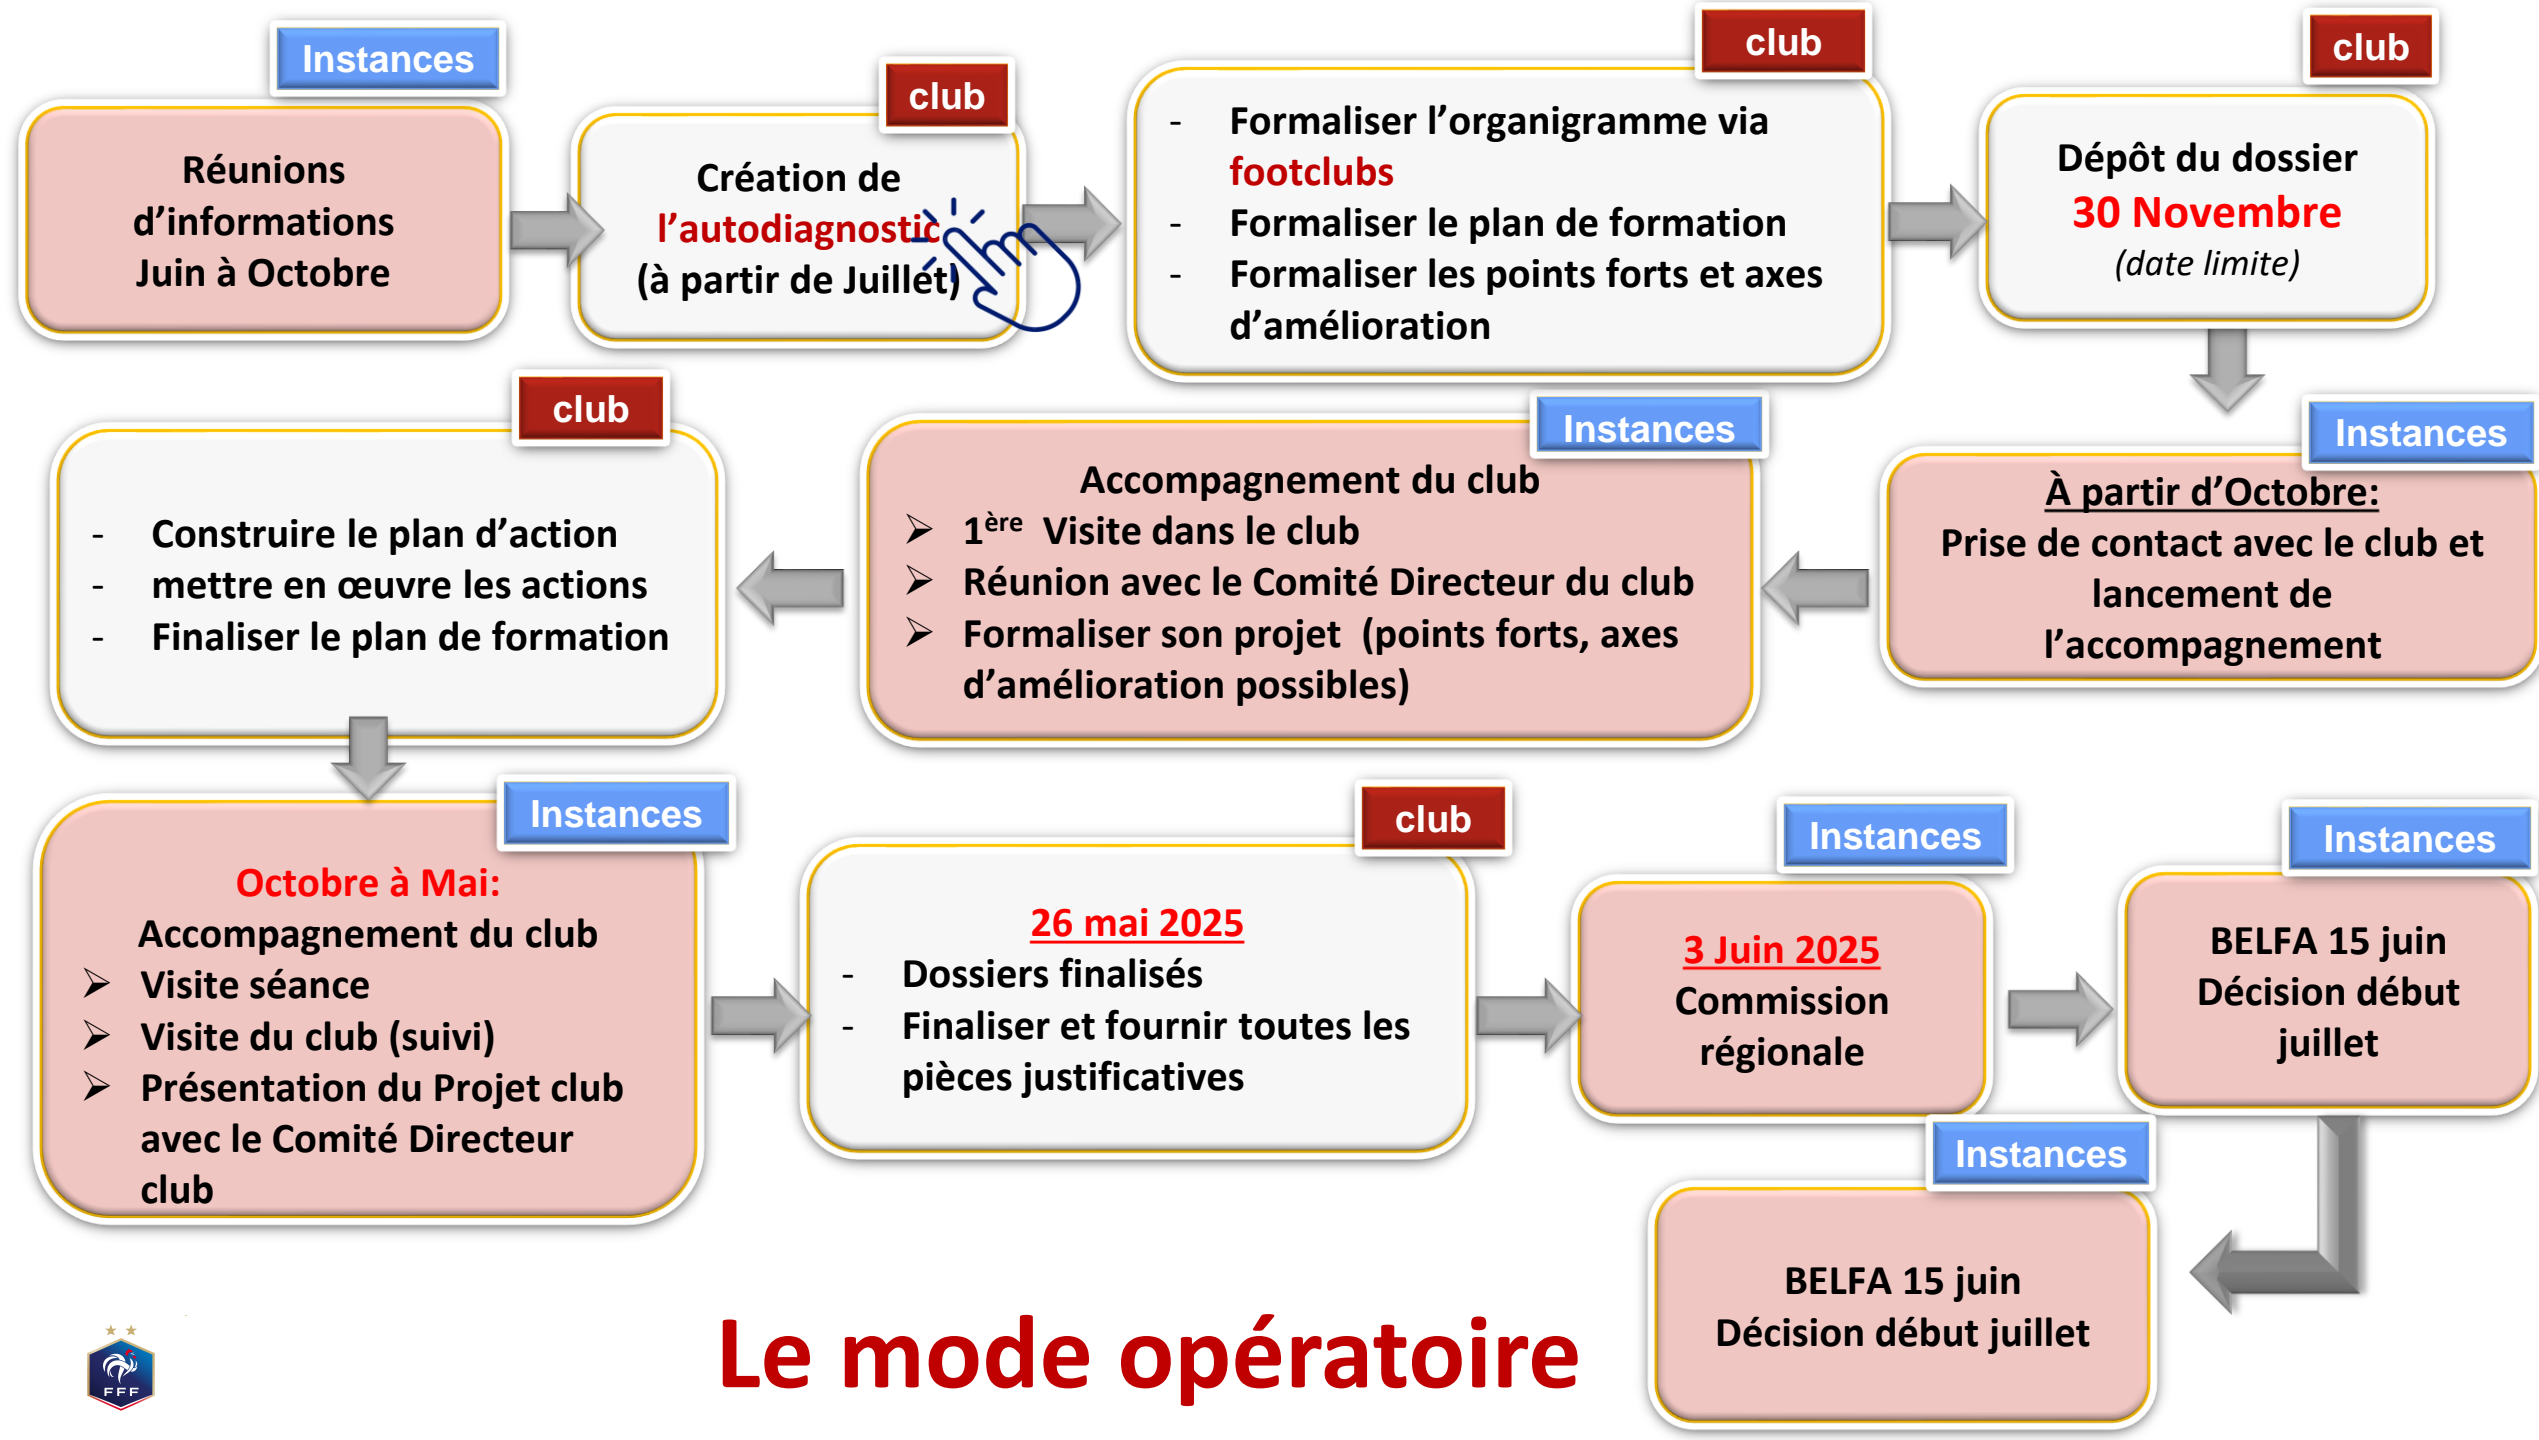 Instances
Réunions
d’informations
Juin à Octobre
club
Création de
l’autodiagnostic
(à partir de Juillet)
club
- Formaliser l’organigramme via
footclubs
- Formaliser le plan de formation
- Formaliser les points forts et axes
d’amélioration
club
Dépôt du dossier
30 Novembre
(date limite)
Instances
À partir d’Octobre:
Prise de contact avec le club et
lancement de
l’accompagnement
Instances
Accompagnement du club
➢ 1ère Visite dans le club
➢ Réunion avec le Comité Directeur du club
➢ Formaliser son projet (points forts, axes
d’amélioration possibles)
club
- Construire le plan d’action
- mettre en œuvre les actions
- Finaliser le plan de formation
Instances
Octobre à Mai:
Accompagnement du club
➢ Visite séance
➢ Visite du club (suivi)
➢ Présentation du Projet club
avec le Comité Directeur
club
club
26 mai 2025
- Dossiers finalisés
- Finaliser et fournir toutes les
pièces justificatives
Instances
3 Juin 2025
Commission
régionale
Instances
BELFA 15 juin
Décision début
juillet
Instances
BELFA 15 juin
Décision début juillet
Le mode opératoire
FFF